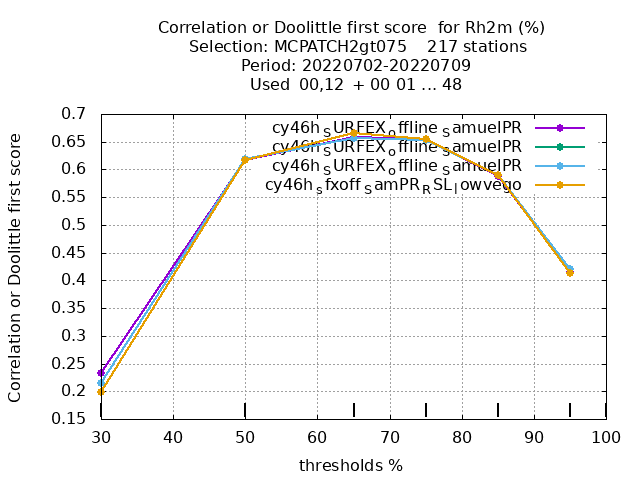 Correlation or Doolittle first score  for Rh2m (%)
Selection: MCPATCH2gt075    217 stations
Period: 20220702-20220709
Used  00,12  + 00 01 ... 48
Correlation or Doolittle first score
0.7
0.65
0.6
0.55
0.5
0.45
0.4
0.35
0.3
0.25
0.2
0.15
cy46h_SURFEX_offline_SamuelPR
cy46h_SURFEX_offline_SamuelPR
cy46h_SURFEX_offline_SamuelPR
cy46h_sfxoff_SamPR_RSL_lowvego
30 40 50 60 70 80 90 100
thresholds %